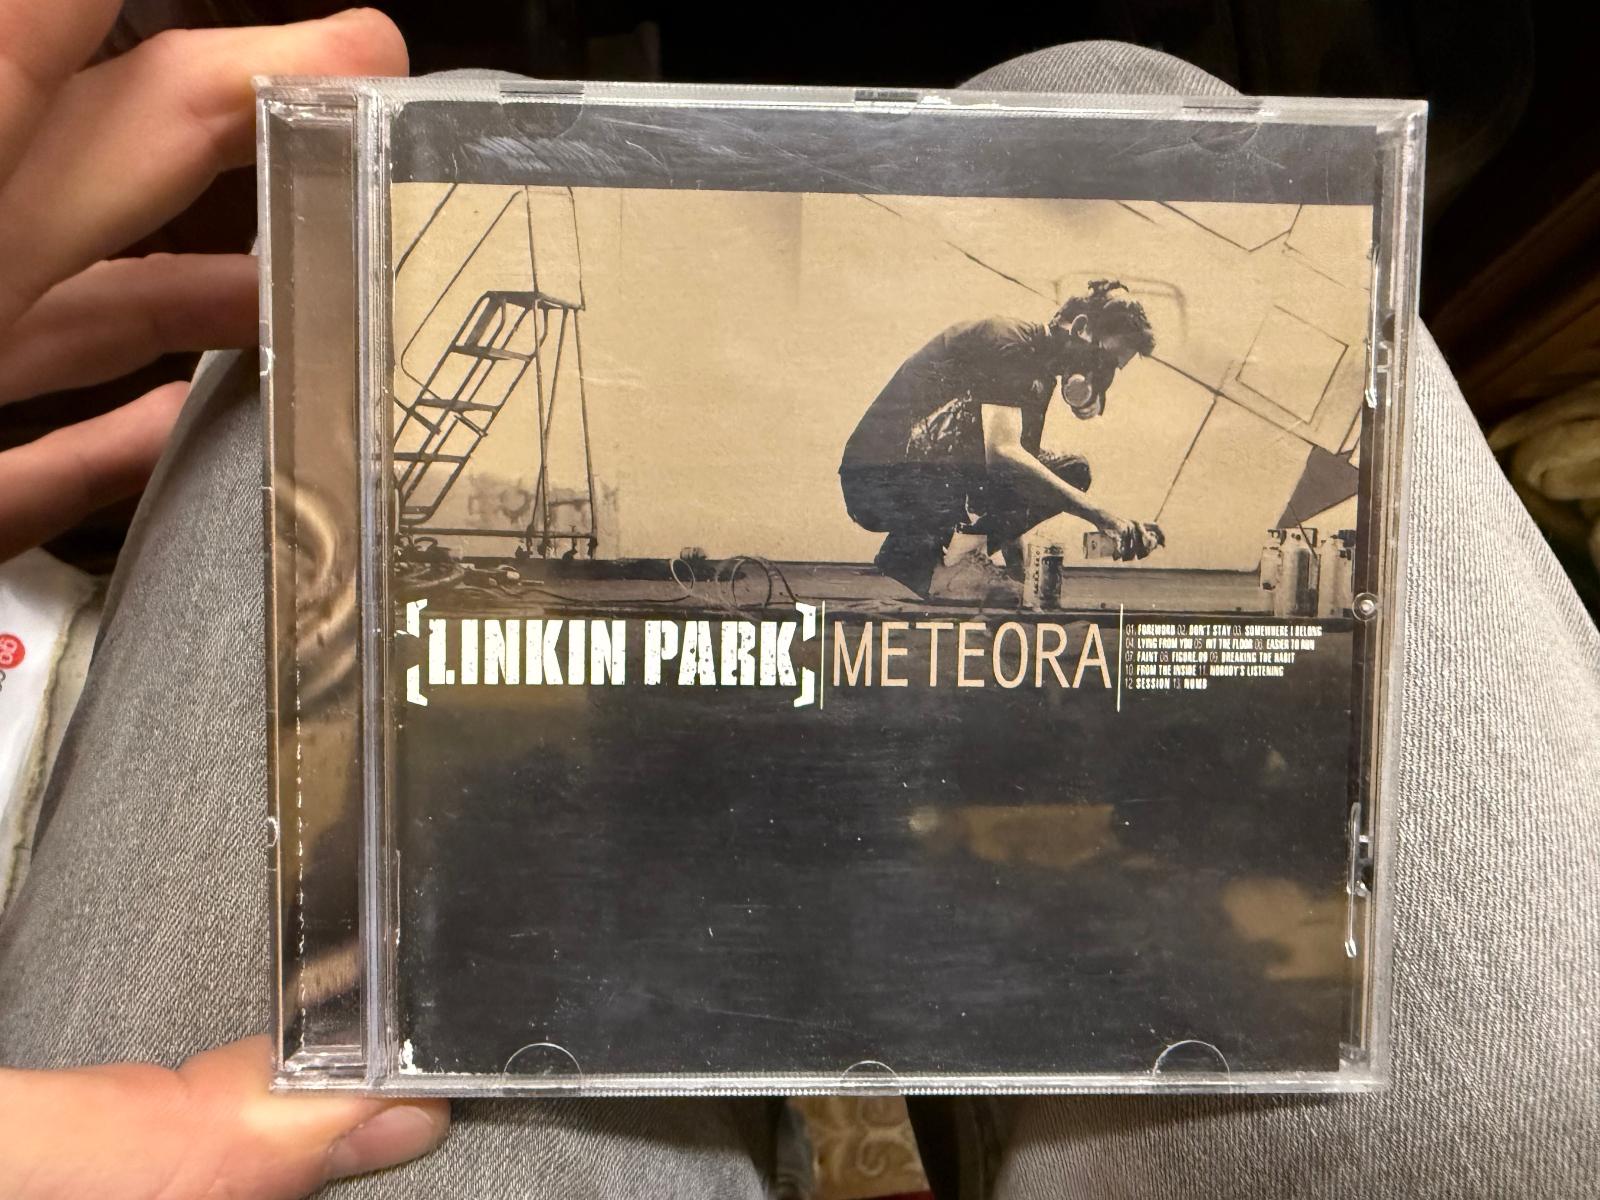 [LINKIN PARK] METEORA
01. FOREWORD 02. DON'T STAY 03. SOMEWHERE I BELONG
04. LYING FROM YOU 05. HIT THE FLOOR 06. EASIER TO RUN
07. FAINT 08. FIGURE.09 09. BREAKING THE HABIT
10. FROM THE INSIDE 11. NOBODY'S LISTENING
12. SESSION 13. NUMB